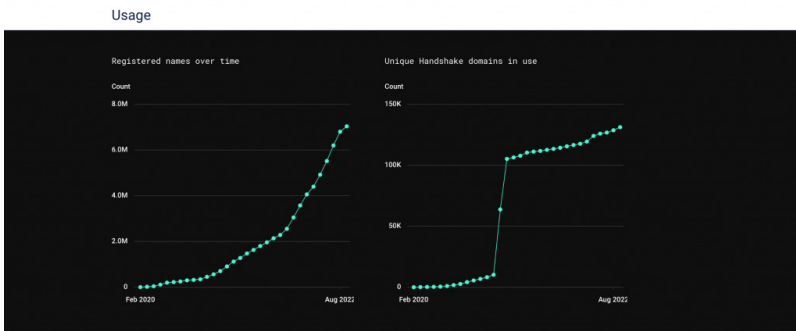 Usage
Registered names over time
Count
8.0M
6.0M
4.0M
2.0M
0
Feb 2020 Aug 2022
Unique Handshake domains in use
Count
150K
100K
50K
0
Feb 2020 Aug 2022